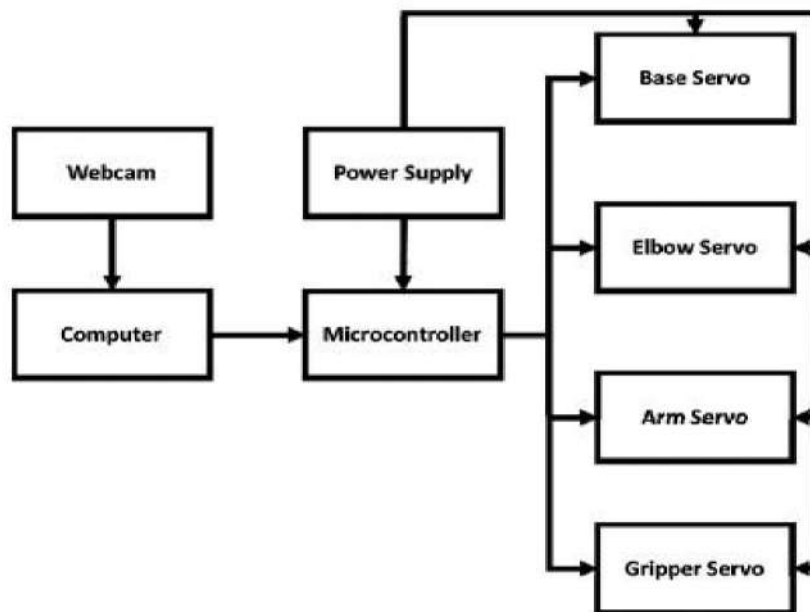 Base Servo
Webcam
Power Supply
Elbow Servo
Computer
Microcontroller
Arm Servo
Gripper Servo